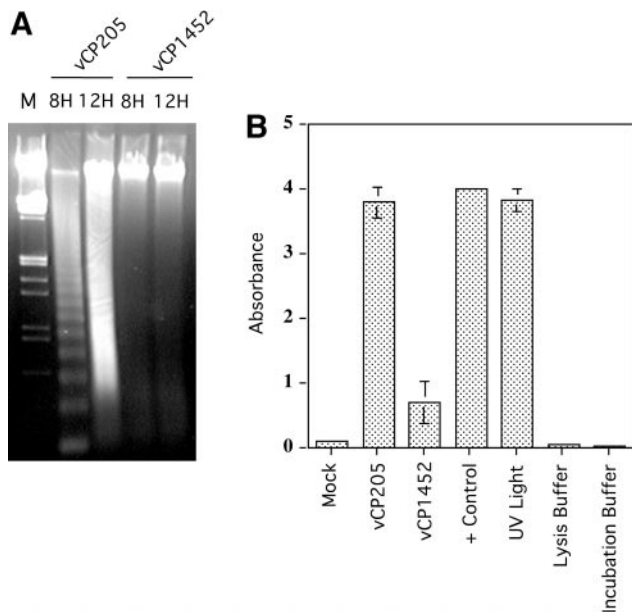 A
vCP205 vCP1452
M 8H 12H 8H 12H
B
5
4
3
2
1
0
Absorbance
Mock
vCP205
vCP1452
+ Control
UV Light
Lysis Buffer
Incubation Buffer